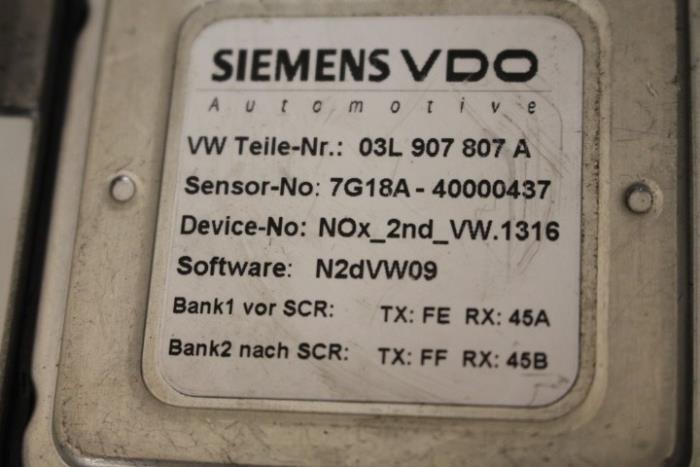 SIEMENS VDO
Automotive
VW Teile-Nr.: 03L 907 807 A
Sensor-No: 7G18A - 40000437
Device-No: NOx_2nd_VW.1316
Software: N2dVW09
Bank1 vor SCR: TX: FE RX: 45A
Bank2 nach SCR: TX: FF RX: 45B